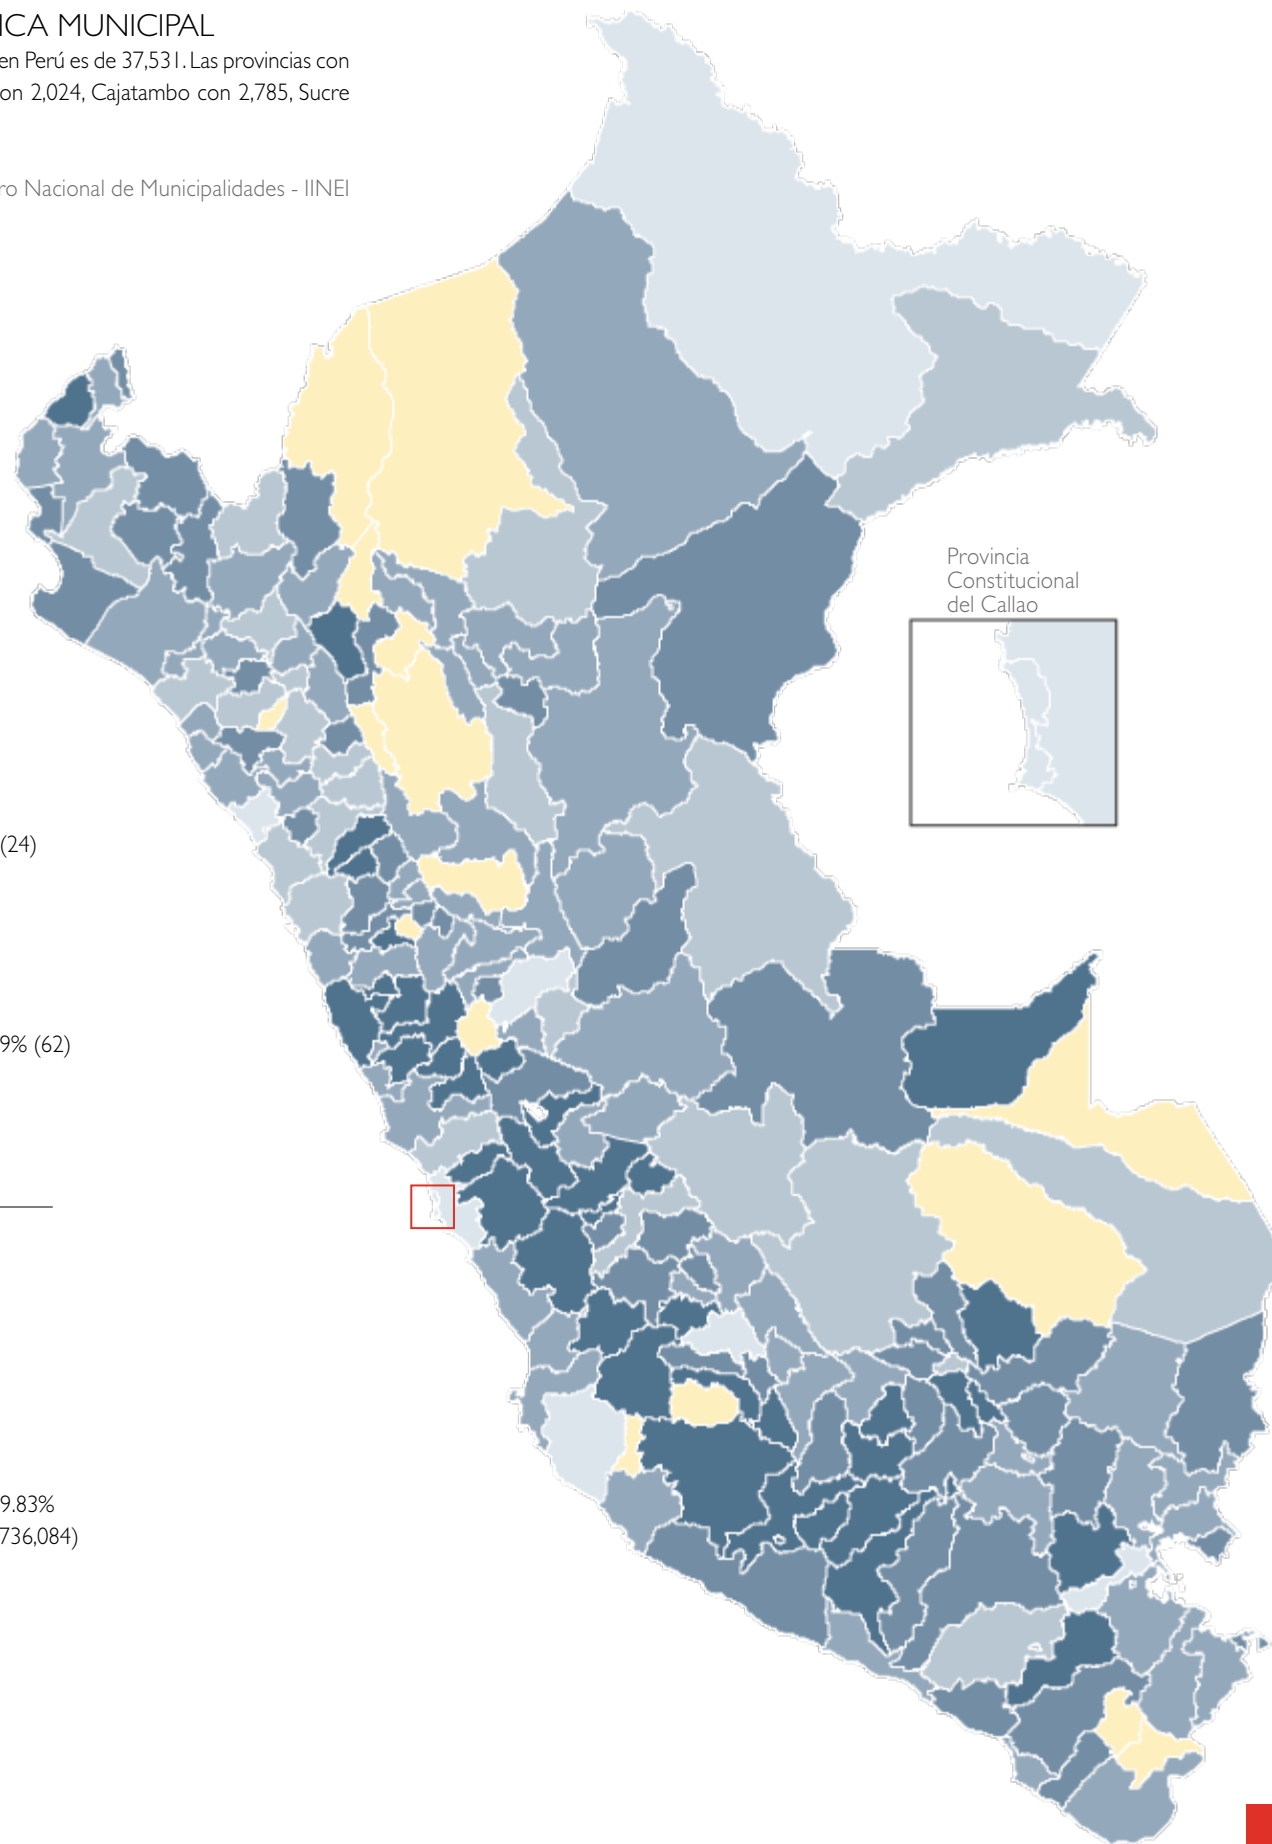 ICA MUNICIPAL
en Perú es de 37,531. Las provincias con
on 2,024, Cajatambo con 2,785, Sucre
ro Nacional de Municipalidades - IINEI
Provincia
Constitucional
del Callao
(24)
9% (62)
9.83%
736,084)